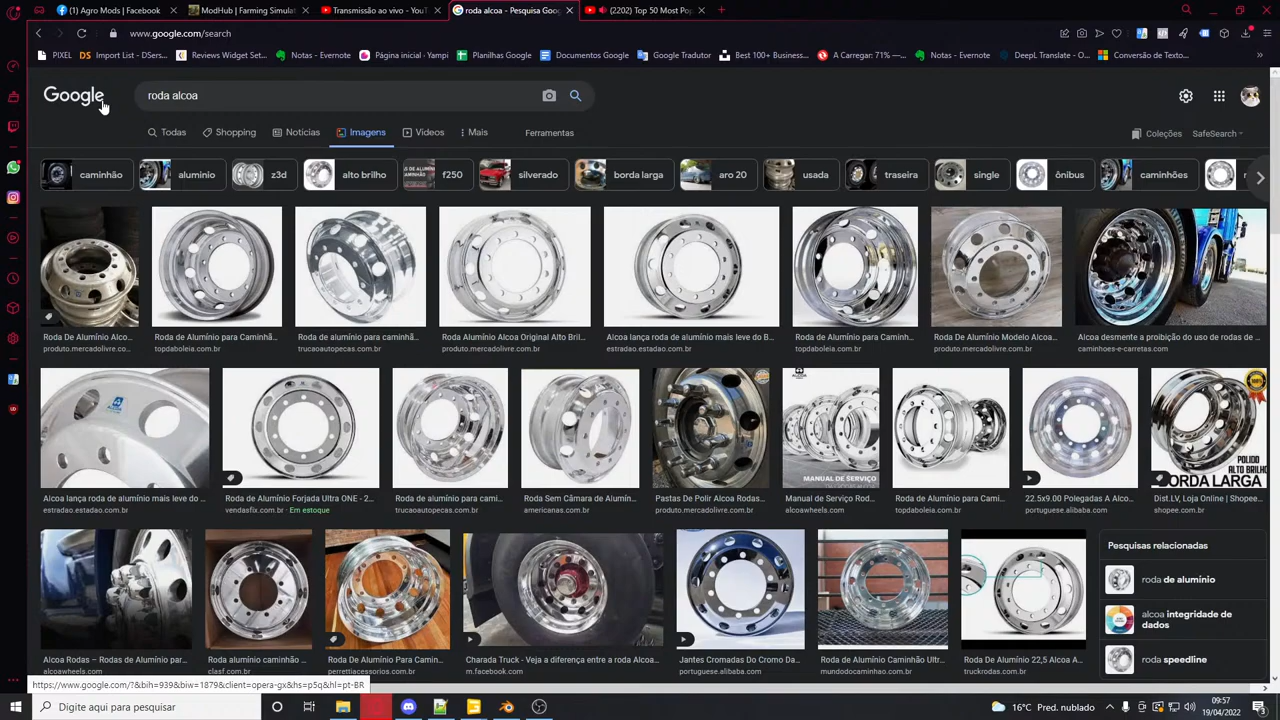 (1) Agro Mods | Facebook
ModHub | Farming Simulat
Transmissão ao vivo - YouT
roda alcoa - Pesquisa Goog
(2202) Top 50 Most Pop
www.google.com/search
PIXEL
DS Import List - DSers...
Reviews Widget Set...
Notas - Evernote
Página inicial · Yampi
Planilhas Google
Documentos Google
Google Tradutor
Best 100+ Business...
A Carregar: 71% —...
Notas - Evernote
DeepL Translate - O...
Conversão de Texto...
Google
roda alcoa
Todas
Shopping
Notícias
Imagens
Vídeos
Mais
Ferramentas
Coleções
SafeSearch
caminhão
aluminio
z3d
alto brilho
f250
silverado
borda larga
aro 20
usada
traseira
single
ônibus
caminhões
Roda De Alumínio Alco...
Roda de Alumínio para Caminhã...
Roda de alumínio para caminhã...
Roda Alumínio Alcoa Original Alto Bril...
Alcoa lança roda de alumínio mais leve do B...
Roda de Alumínio para Caminh...
Roda De Alumínio Modelo Alcoa...
Alcoa desmente a proibição do uso de rodas de ...
produto.mercadolivre.co...
topdaboleia.com.br
trucaoautopecas.com.br
produto.mercadolivre.com.br
estradao.estadao.com.br
topdaboleia.com.br
produto.mercadolivre.com.br
caminhoes-e-carretas.com
ALCOA
MANUAL DE SERVIÇO
100%
POLIDO
ALTO BRILHO
BORDA LARGA
Alcoa lança roda de alumínio mais leve do ...
Roda de Alumínio Forjada Ultra ONE - 2...
Roda de alumínio para cami...
Roda Sem Câmara de Alumín...
Pastas De Polir Alcoa Rodas...
Manual de Serviço Rod...
Roda de Alumínio para Cami...
22.5x9.00 Polegadas A Alco...
Dist.LV, Loja Online | Shopee...
estradao.estadao.com.br
vendasfix.com.br · Em estoque
trucaoautopecas.com.br
americanas.com.br
produto.mercadolivre.com.br
alcoawheels.com
topdaboleia.com.br
portuguese.alibaba.com
shopee.com.br
Pesquisas relacionadas
roda de alumínio
alcoa integridade de
dados
roda speedline
Alcoa Rodas – Rodas de Alumínio par...
Roda alumínio caminhão ...
Roda De Alumínio Para Camin...
Charada Truck - Veja a diferença entre a roda Alcoa...
Jantes Cromadas Do Cromo Da...
Roda de Alumínio Caminhão Ultr...
Roda De Alumínio 22,5 Alcoa A...
alcoawheels.com
clasf.com.br
perrettiacessorios.com.br
m.facebook.com
portuguese.alibaba.com
mundodocaminhao.com.br
truckrodas.com.br
https://www.google.com/?&bih=939&biw=1879&client=opera-gx&hs=p5q&hl=pt-BR
Digite aqui para pesquisar
16°C Pred. nublado
09:57
19/04/2022